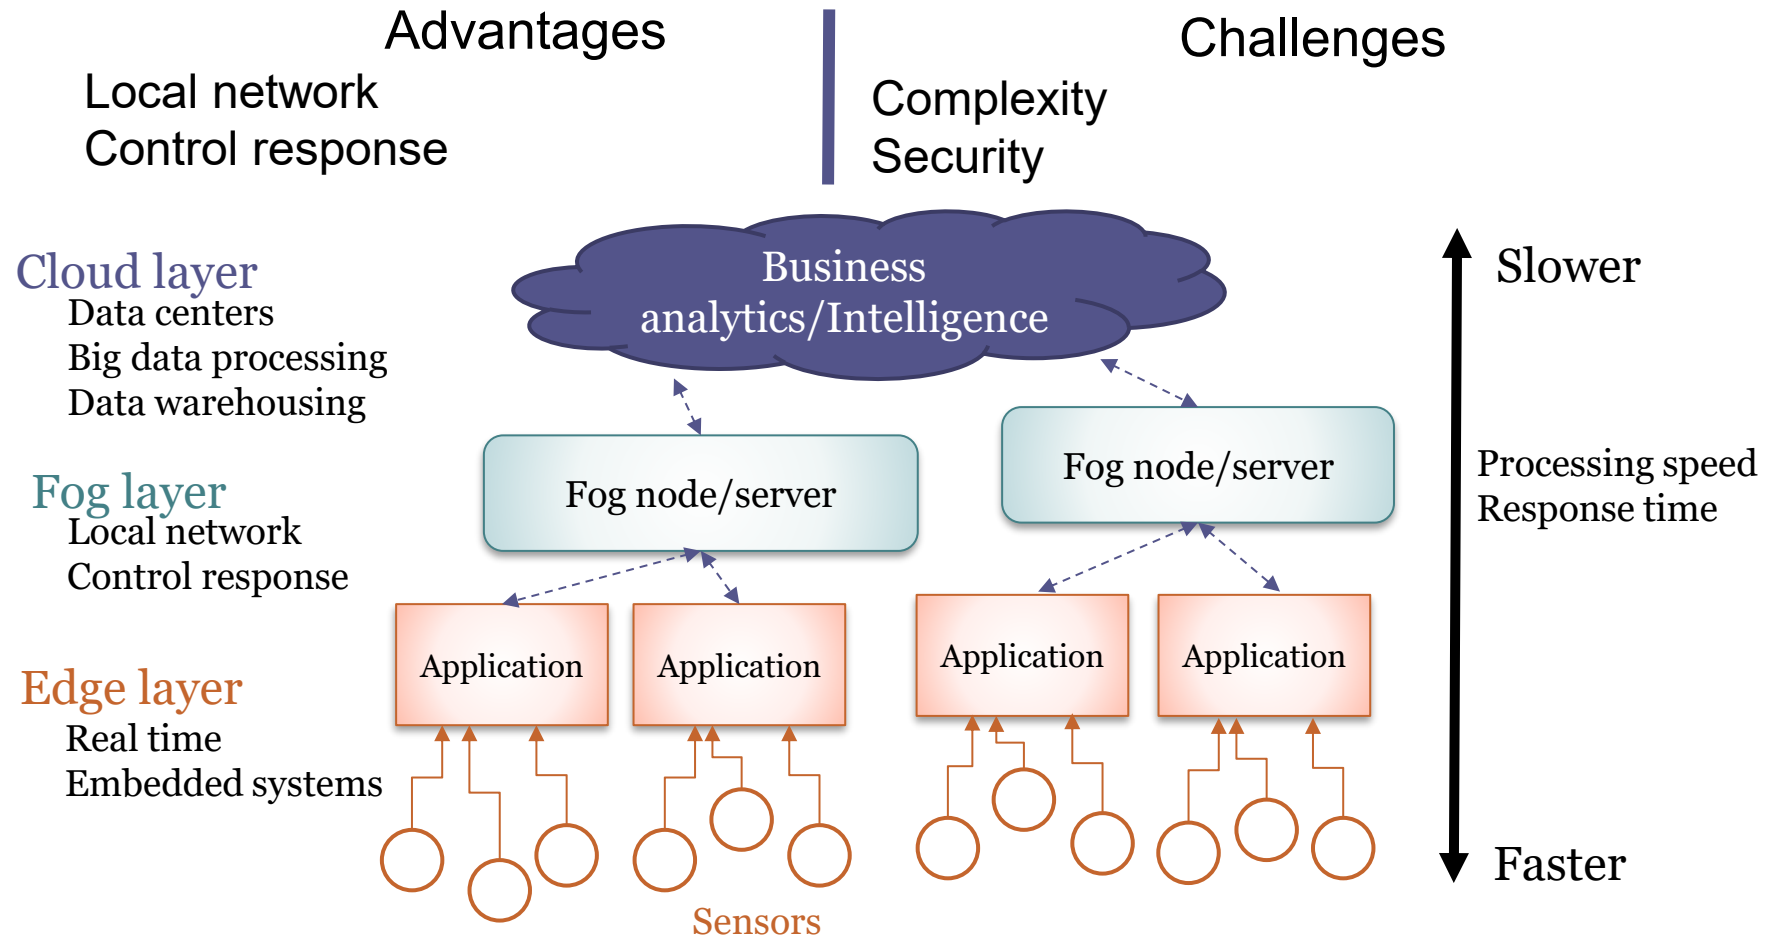 Advantages
Challenges
Local network
Control response
Complexity
Security
Cloud layer
Data centers
Big data processing
Data warehousing
Business
analytics/Intelligence
Slower
Fog layer
Local network
Control response
Fog node/server
Fog node/server
Processing speed
Response time
Edge layer
Real time
Embedded systems
Application
Application
Application
Application
Sensors
Faster